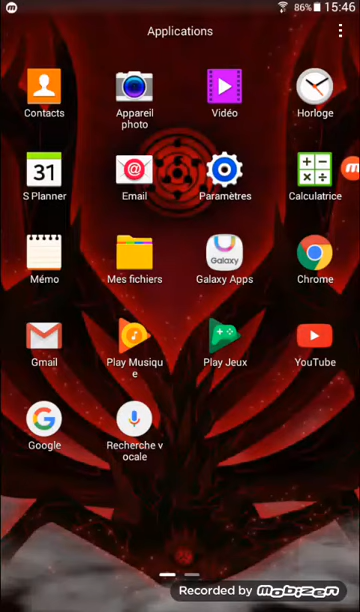 86% 15:46
Applications
Contacts Appareil photo Vidéo Horloge
31
S Planner Email Paramètres Calculatrice
Galaxy
Mémo Mes fichiers Galaxy Apps Chrome
Gmail Play Musiqu e Play Jeux YouTube
Google Recherche v ocale
Recorded by Mobizen